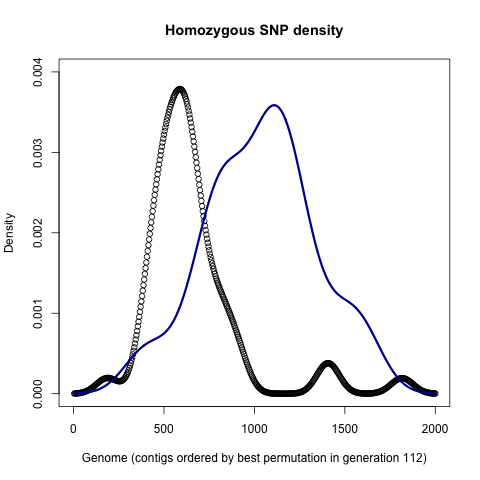 Homozygous SNP density
Density
0.004
0.003
0.002
0.001
0.000
0 500 1000 1500 2000
Genome (contigs ordered by best permutation in generation 112)